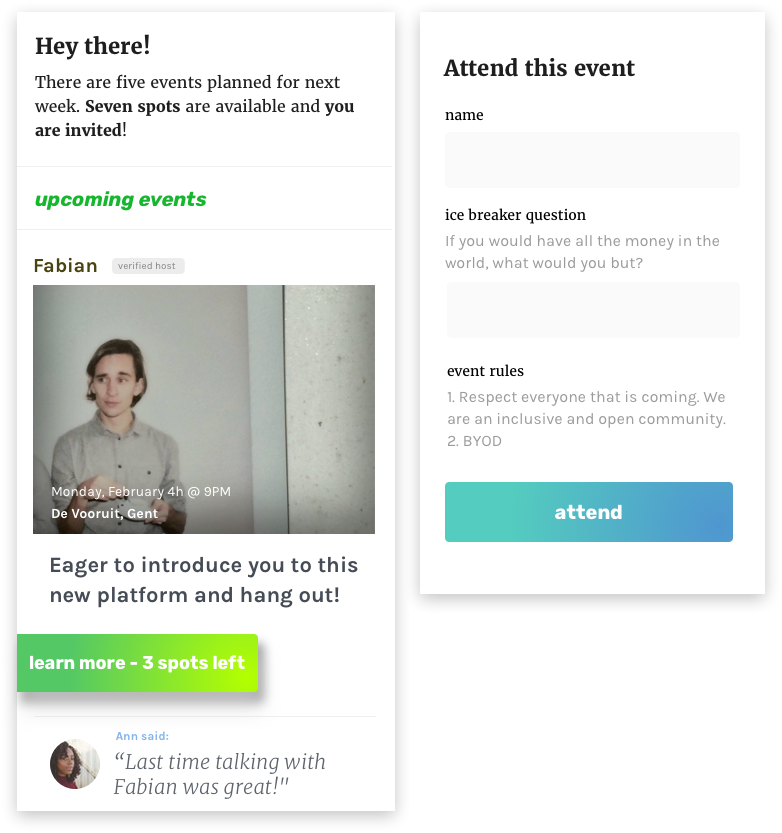 Hey there!
There are five events planned for next
week. Seven spots are available and you
are invited!
upcoming events
Fabian verified host
Monday, February 4h @ 9PM
De Vooruit, Gent
Eager to introduce you to this
new platform and hang out!
learn more - 3 spots left
Ann said:
“Last time talking with
Fabian was great!"
Attend this event
name
ice breaker question
If you would have all the money in the
world, what would you but?
event rules
1. Respect everyone that is coming. We
are an inclusive and open community.
2. BYOD
attend